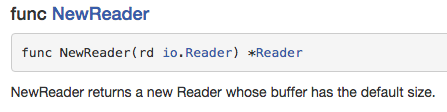 func NewReader
func NewReader(rd io.Reader) *Reader
NewReader returns a new Reader whose buffer has the default size.